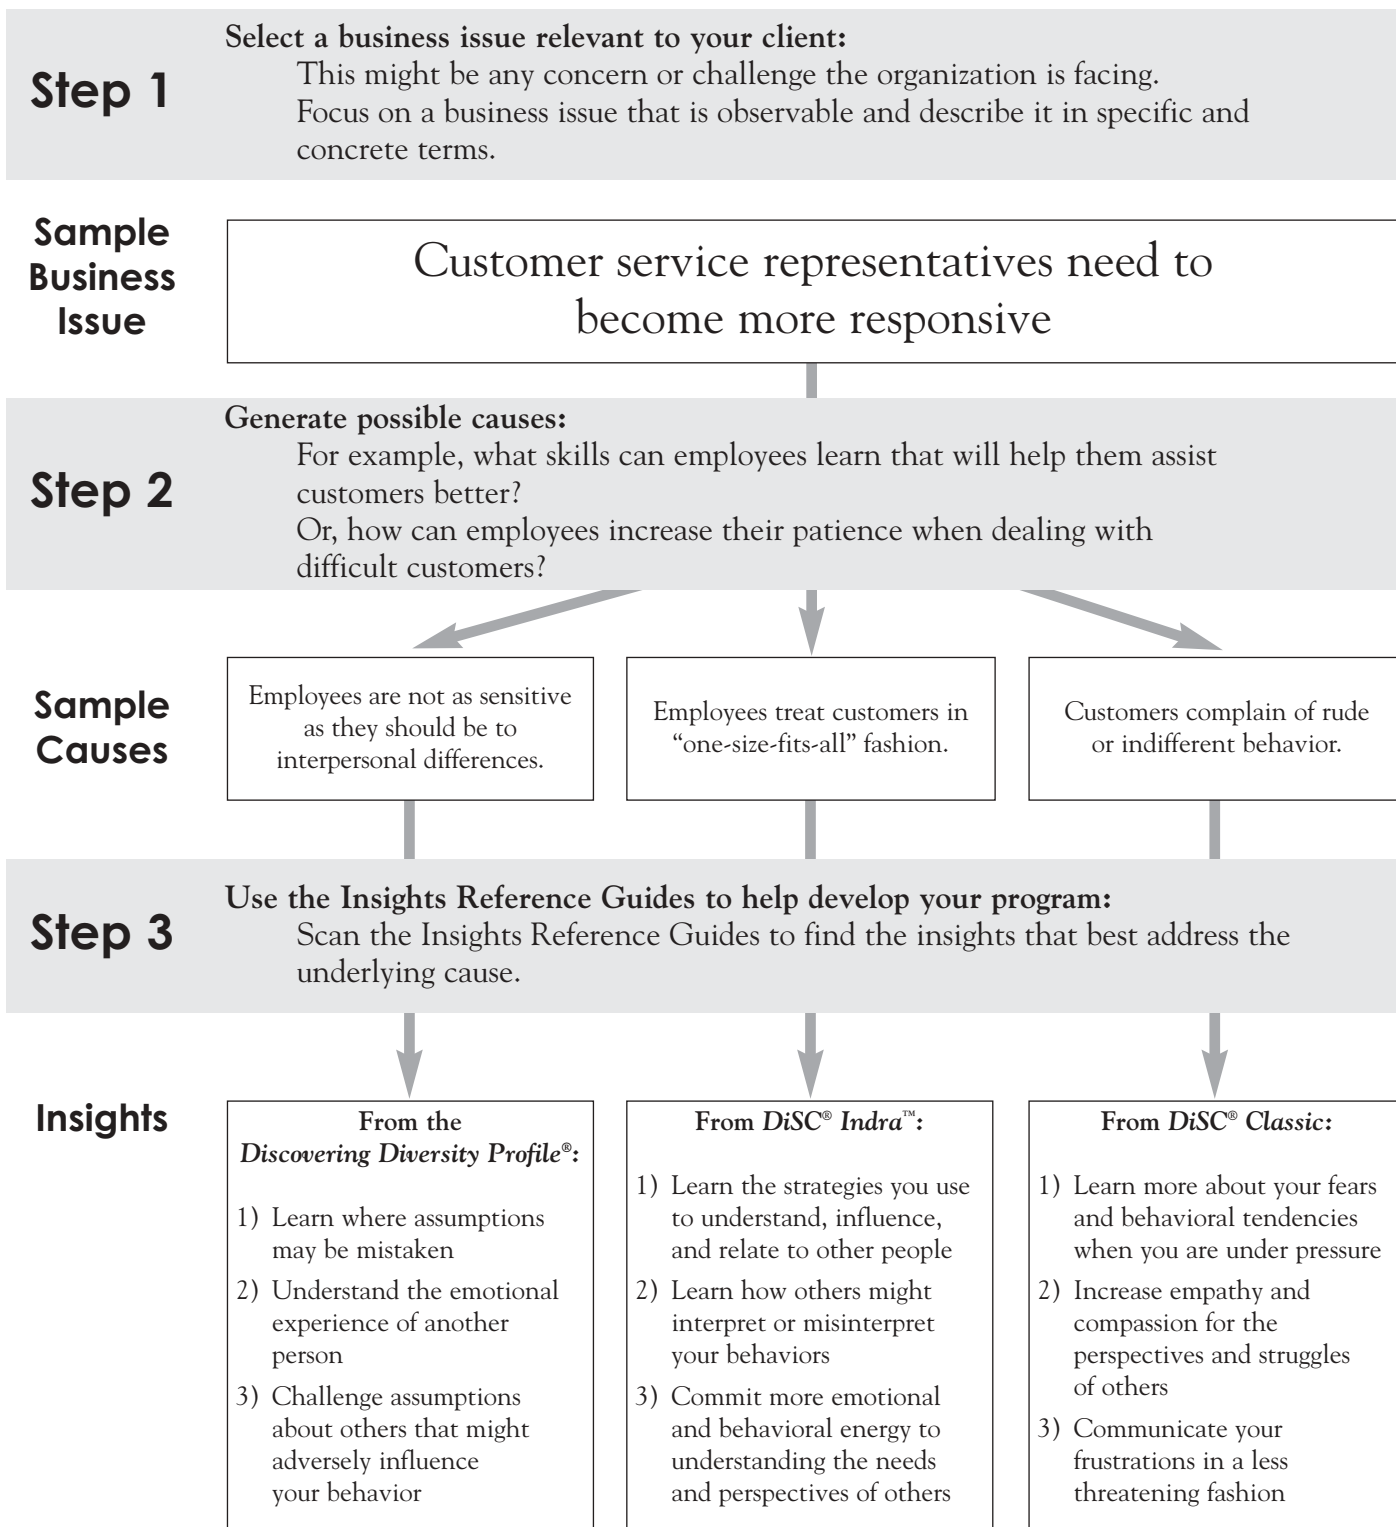 Step 1
Select a business issue relevant to your client:
This might be any concern or challenge the organization is facing.
Focus on a business issue that is observable and describe it in specific and
concrete terms.
Sample
Business
Issue
Customer service representatives need to
become more responsive
Step 2
Generate possible causes:
For example, what skills can employees learn that will help them assist
customers better?
Or, how can employees increase their patience when dealing with
difficult customers?
Sample
Causes
Employees are not as sensitive
as they should be to
interpersonal differences.
Employees treat customers in
“one-size-fits-all” fashion.
Customers complain of rude
or indifferent behavior.
Step 3
Use the Insights Reference Guides to help develop your program:
Scan the Insights Reference Guides to find the insights that best address the
underlying cause.
Insights
From the
Discovering Diversity Profile®:
1) Learn where assumptions
may be mistaken
2) Understand the emotional
experience of another
person
3) Challenge assumptions
about others that might
adversely influence
your behavior
From DiSC® Indra™:
1) Learn the strategies you use
to understand, influence,
and relate to other people
2) Learn how others might
interpret or misinterpret
your behaviors
3) Commit more emotional
and behavioral energy to
understanding the needs
and perspectives of others
From DiSC® Classic:
1) Learn more about your fears
and behavioral tendencies
when you are under pressure
2) Increase empathy and
compassion for the
perspectives and struggles
of others
3) Communicate your
frustrations in a less
threatening fashion